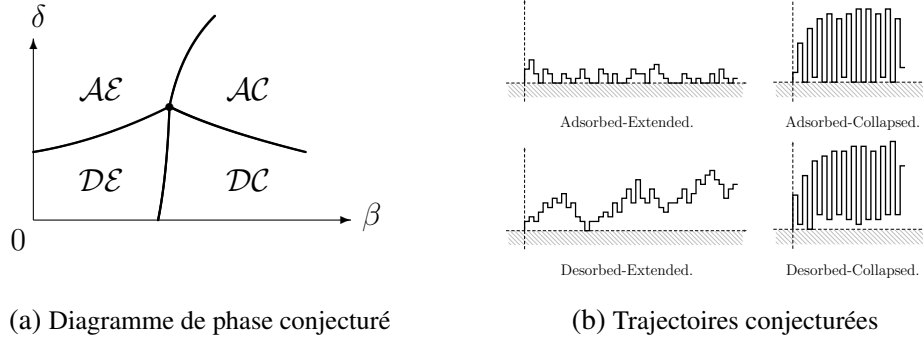 δ
𝒜ℰ
𝒜𝒞
𝒟ℰ
𝒟𝒞
0
β
(a) Diagramme de phase conjecturé
Adsorbed-Extended.
Adsorbed-Collapsed.
Desorbed-Extended.
Desorbed-Collapsed.
(b) Trajectoires conjecturées